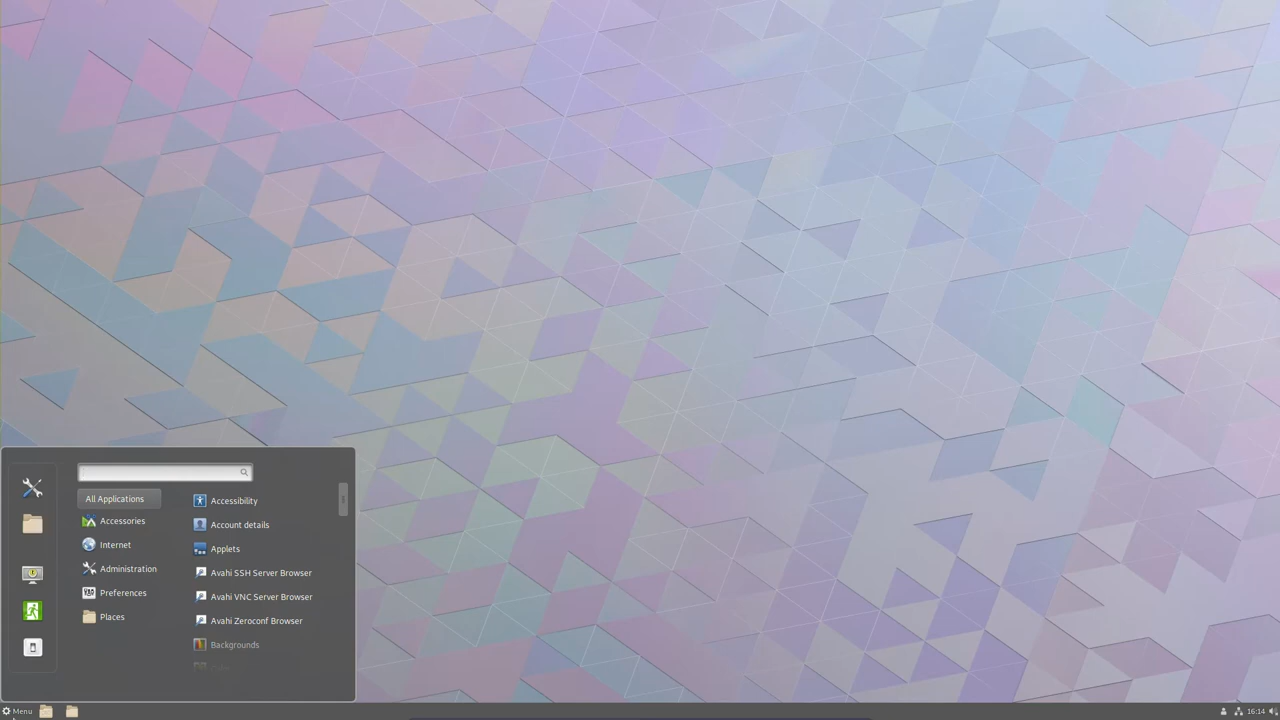 All Applications
Accessories
Internet
Administration
Preferences
Places
Accessibility
Account details
Applets
Avahi SSH Server Browser
Avahi VNC Server Browser
Avahi Zeroconf Browser
Backgrounds
Menu
16:14